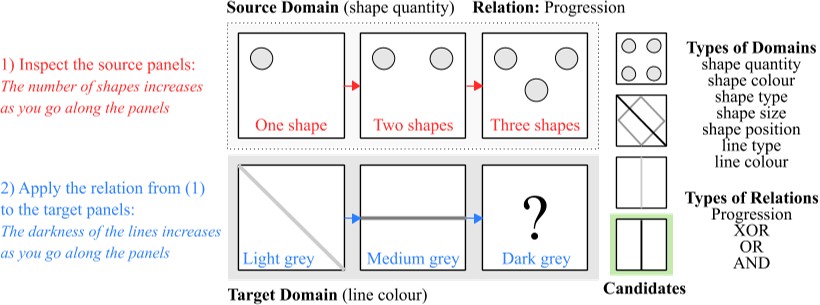 Source Domain (shape quantity) Relation: Progression
1) Inspect the source panels:
The number of shapes increases
as you go along the panels
One shape
Two shapes
Three shapes
2) Apply the relation from (1)
to the target panels:
The darkness of the lines increases
as you go along the panels
Light grey
Medium grey
?
Dark grey
Target Domain (line colour)
Candidates
Types of Domains
shape quantity
shape colour
shape type
shape size
shape position
line type
line colour
Types of Relations
Progression
XOR
OR
AND